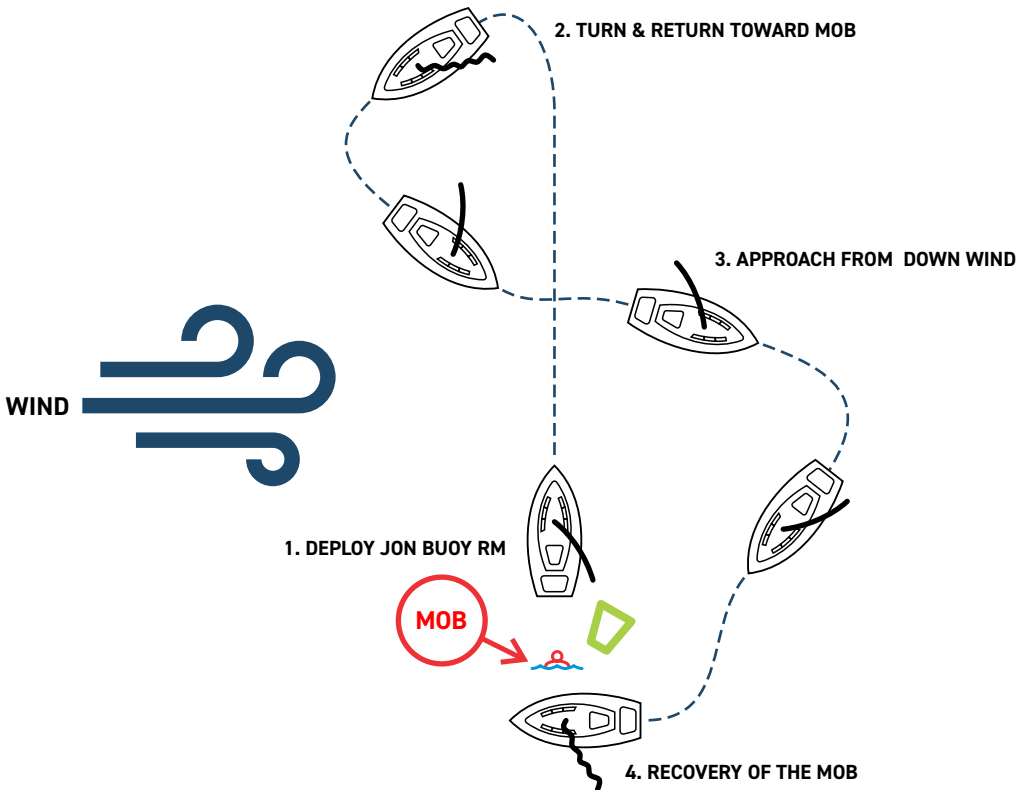 2. TURN & RETURN TOWARD MOB
3. APPROACH FROM DOWN WIND
WIND
1. DEPLOY JON BUOY RM
MOB
4. RECOVERY OF THE MOB